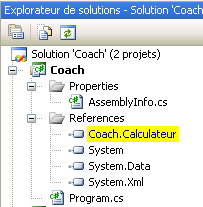 Explorateur de solutions - Solution 'Coach
Solution 'Coach' (2 projets)
Coach
Properties
AssemblyInfo.cs
References
Coach.Calculateur
System
System.Data
System.Xml
Program.cs